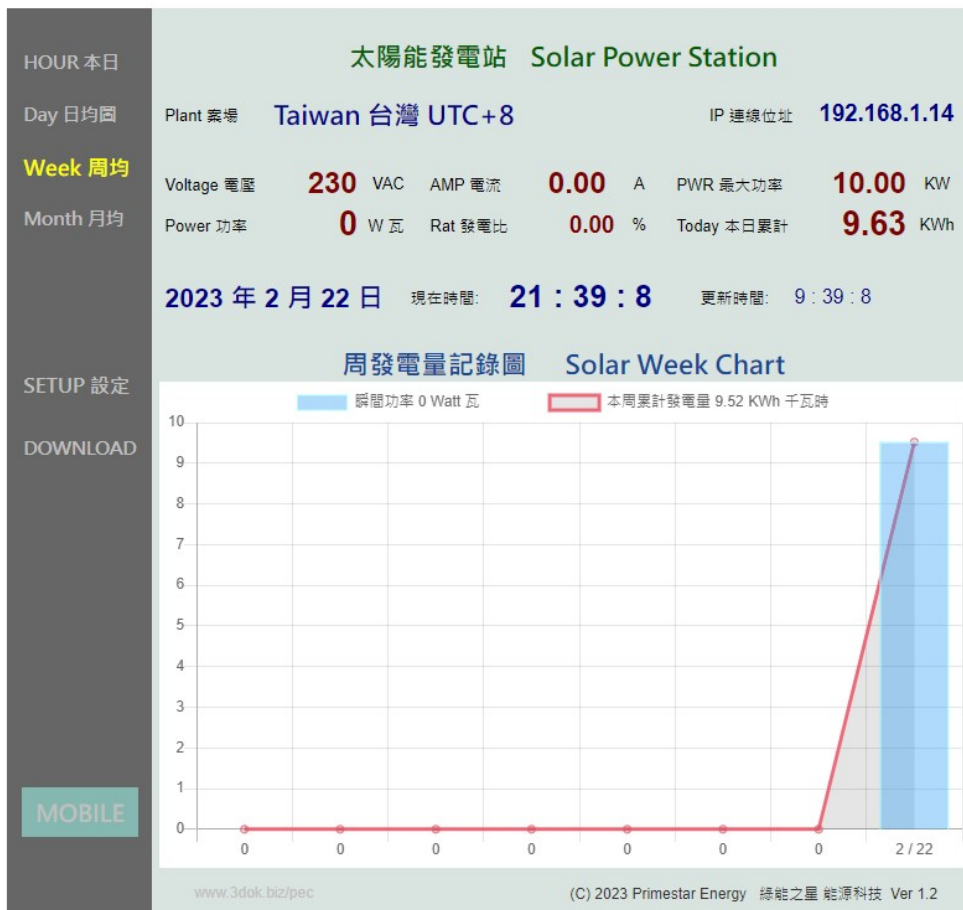 HOUR 本日
Day 日均圖
Week 周均
Month 月均
SETUP 設定
DOWNLOAD
MOBILE
太陽能發電站 Solar Power Station
Plant 案場 Taiwan 台灣 UTC+8 IP 連線位址 192.168.1.14
Voltage 電壓 230 VAC AMP 電流 0.00 A PWR 最大功率 10.00 KW
Power 功率 0 W 瓦 Rat 發電比 0.00 % Today 本日累計 9.63 KWh
2023 年 2 月 22 日 現在時間: 21 : 39 : 8 更新時間: 9 : 39 : 8
周發電量記錄圖 Solar Week Chart
瞬間功率 0 Watt 瓦 本周累計發電量 9.52 KWh 千瓦時
10
9
8
7
6
5
4
3
2
1
0
0 0 0 0 0 0 0 2 / 22
www.3dok.biz/pec (C) 2023 Primestar Energy 綠能之星 能源科技 Ver 1.2